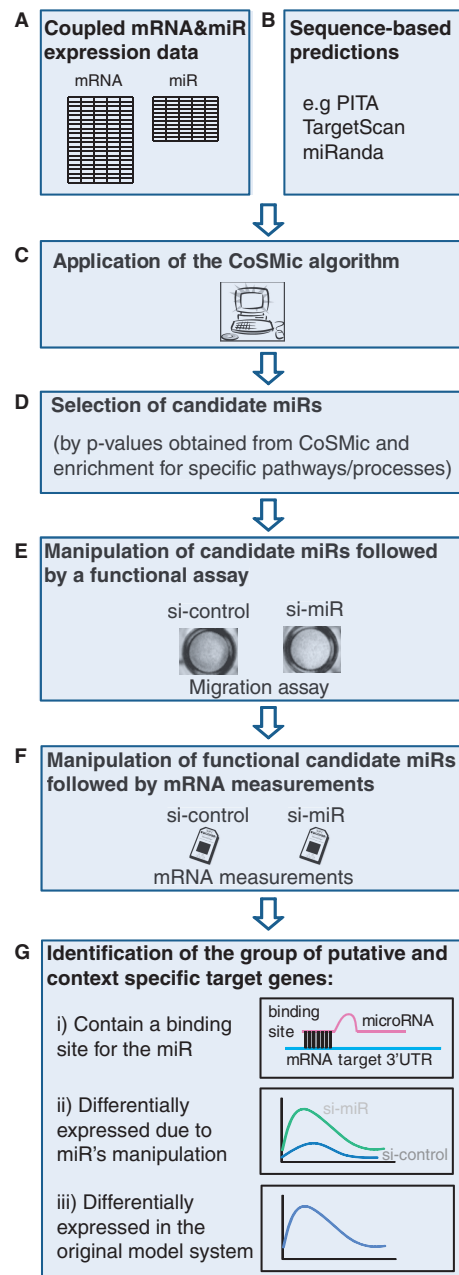 A
Coupled mRNA&miR
expression data
mRNA
miR
B
Sequence-based
predictions
e.g PITA
TargetScan
miRanda
C
Application of the CoSMic algorithm
D
Selection of candidate miRs
(by p-values obtained from CoSMic and
enrichment for specific pathways/processes)
E
Manipulation of candidate miRs followed
by a functional assay
si-control
si-miR
Migration assay
F
Manipulation of functional candidate miRs
followed by mRNA measurements
si-control
si-miR
mRNA measurements
G
Identification of the group of putative and
context specific target genes:
i) Contain a binding
site for the miR
binding
site
microRNA
mRNA target 3'UTR
ii) Differentially
expressed due to
miR's manipulation
si-miR
si-control
iii) Differentially
expressed in the
original model system